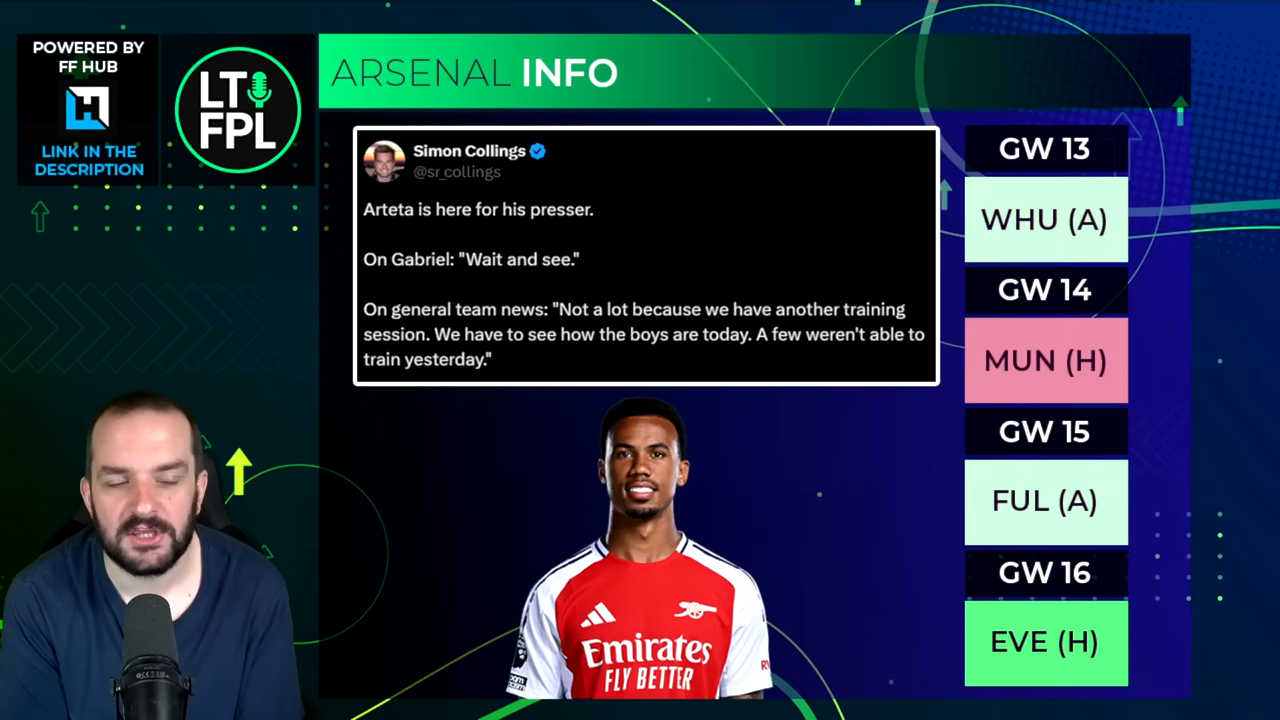 POWERED BY
FF HUB
LINK IN THE
DESCRIPTION
LT
FPL
ARSENAL INFO
Simon Collings
@sr_collings
Arteta is here for his presser.
On Gabriel: "Wait and see."
On general team news: "Not a lot because we have another training
session. We have to see how the boys are today. A few weren't able to
train yesterday."
GW 13
WHU (A)
GW 14
MUN (H)
GW 15
FUL (A)
GW 16
EVE (H)
Emirates
FLY BETTER